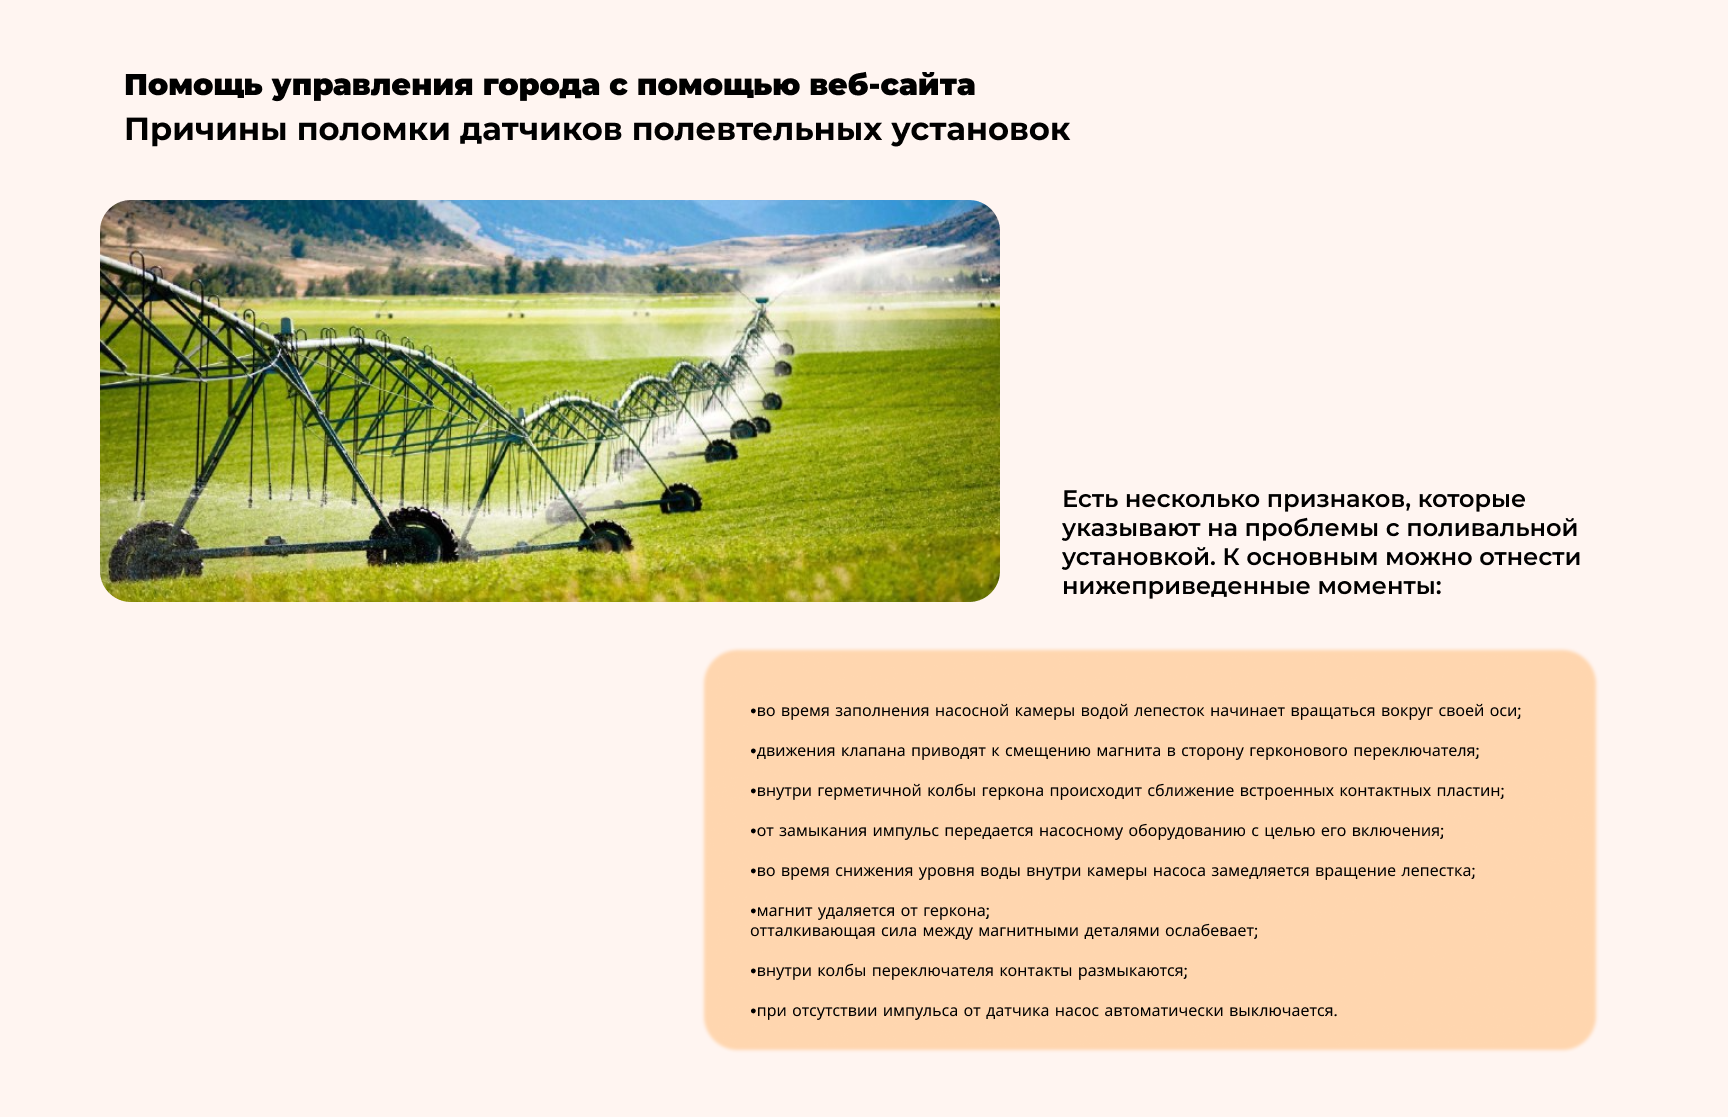 Помощь управления города с помощью веб-сайта
Причины поломки датчиков полевтельных установок
Есть несколько признаков, которые
указывают на проблемы с поливальной
установкой. К основным можно отнести
нижеприведенные моменты:
•во время заполнения насосной камеры водой лепесток начинает вращаться вокруг своей оси;
•движения клапана приводят к смещению магнита в сторону герконового переключателя;
•внутри герметичной колбы геркона происходит сближение встроенных контактных пластин;
•от замыкания импульс передается насосному оборудованию с целью его включения;
•во время снижения уровня воды внутри камеры насоса замедляется вращение лепестка;
•магнит удаляется от геркона;
отталкивающая сила между магнитными деталями ослабевает;
•внутри колбы переключателя контакты размыкаются;
•при отсутствии импульса от датчика насос автоматически выключается.